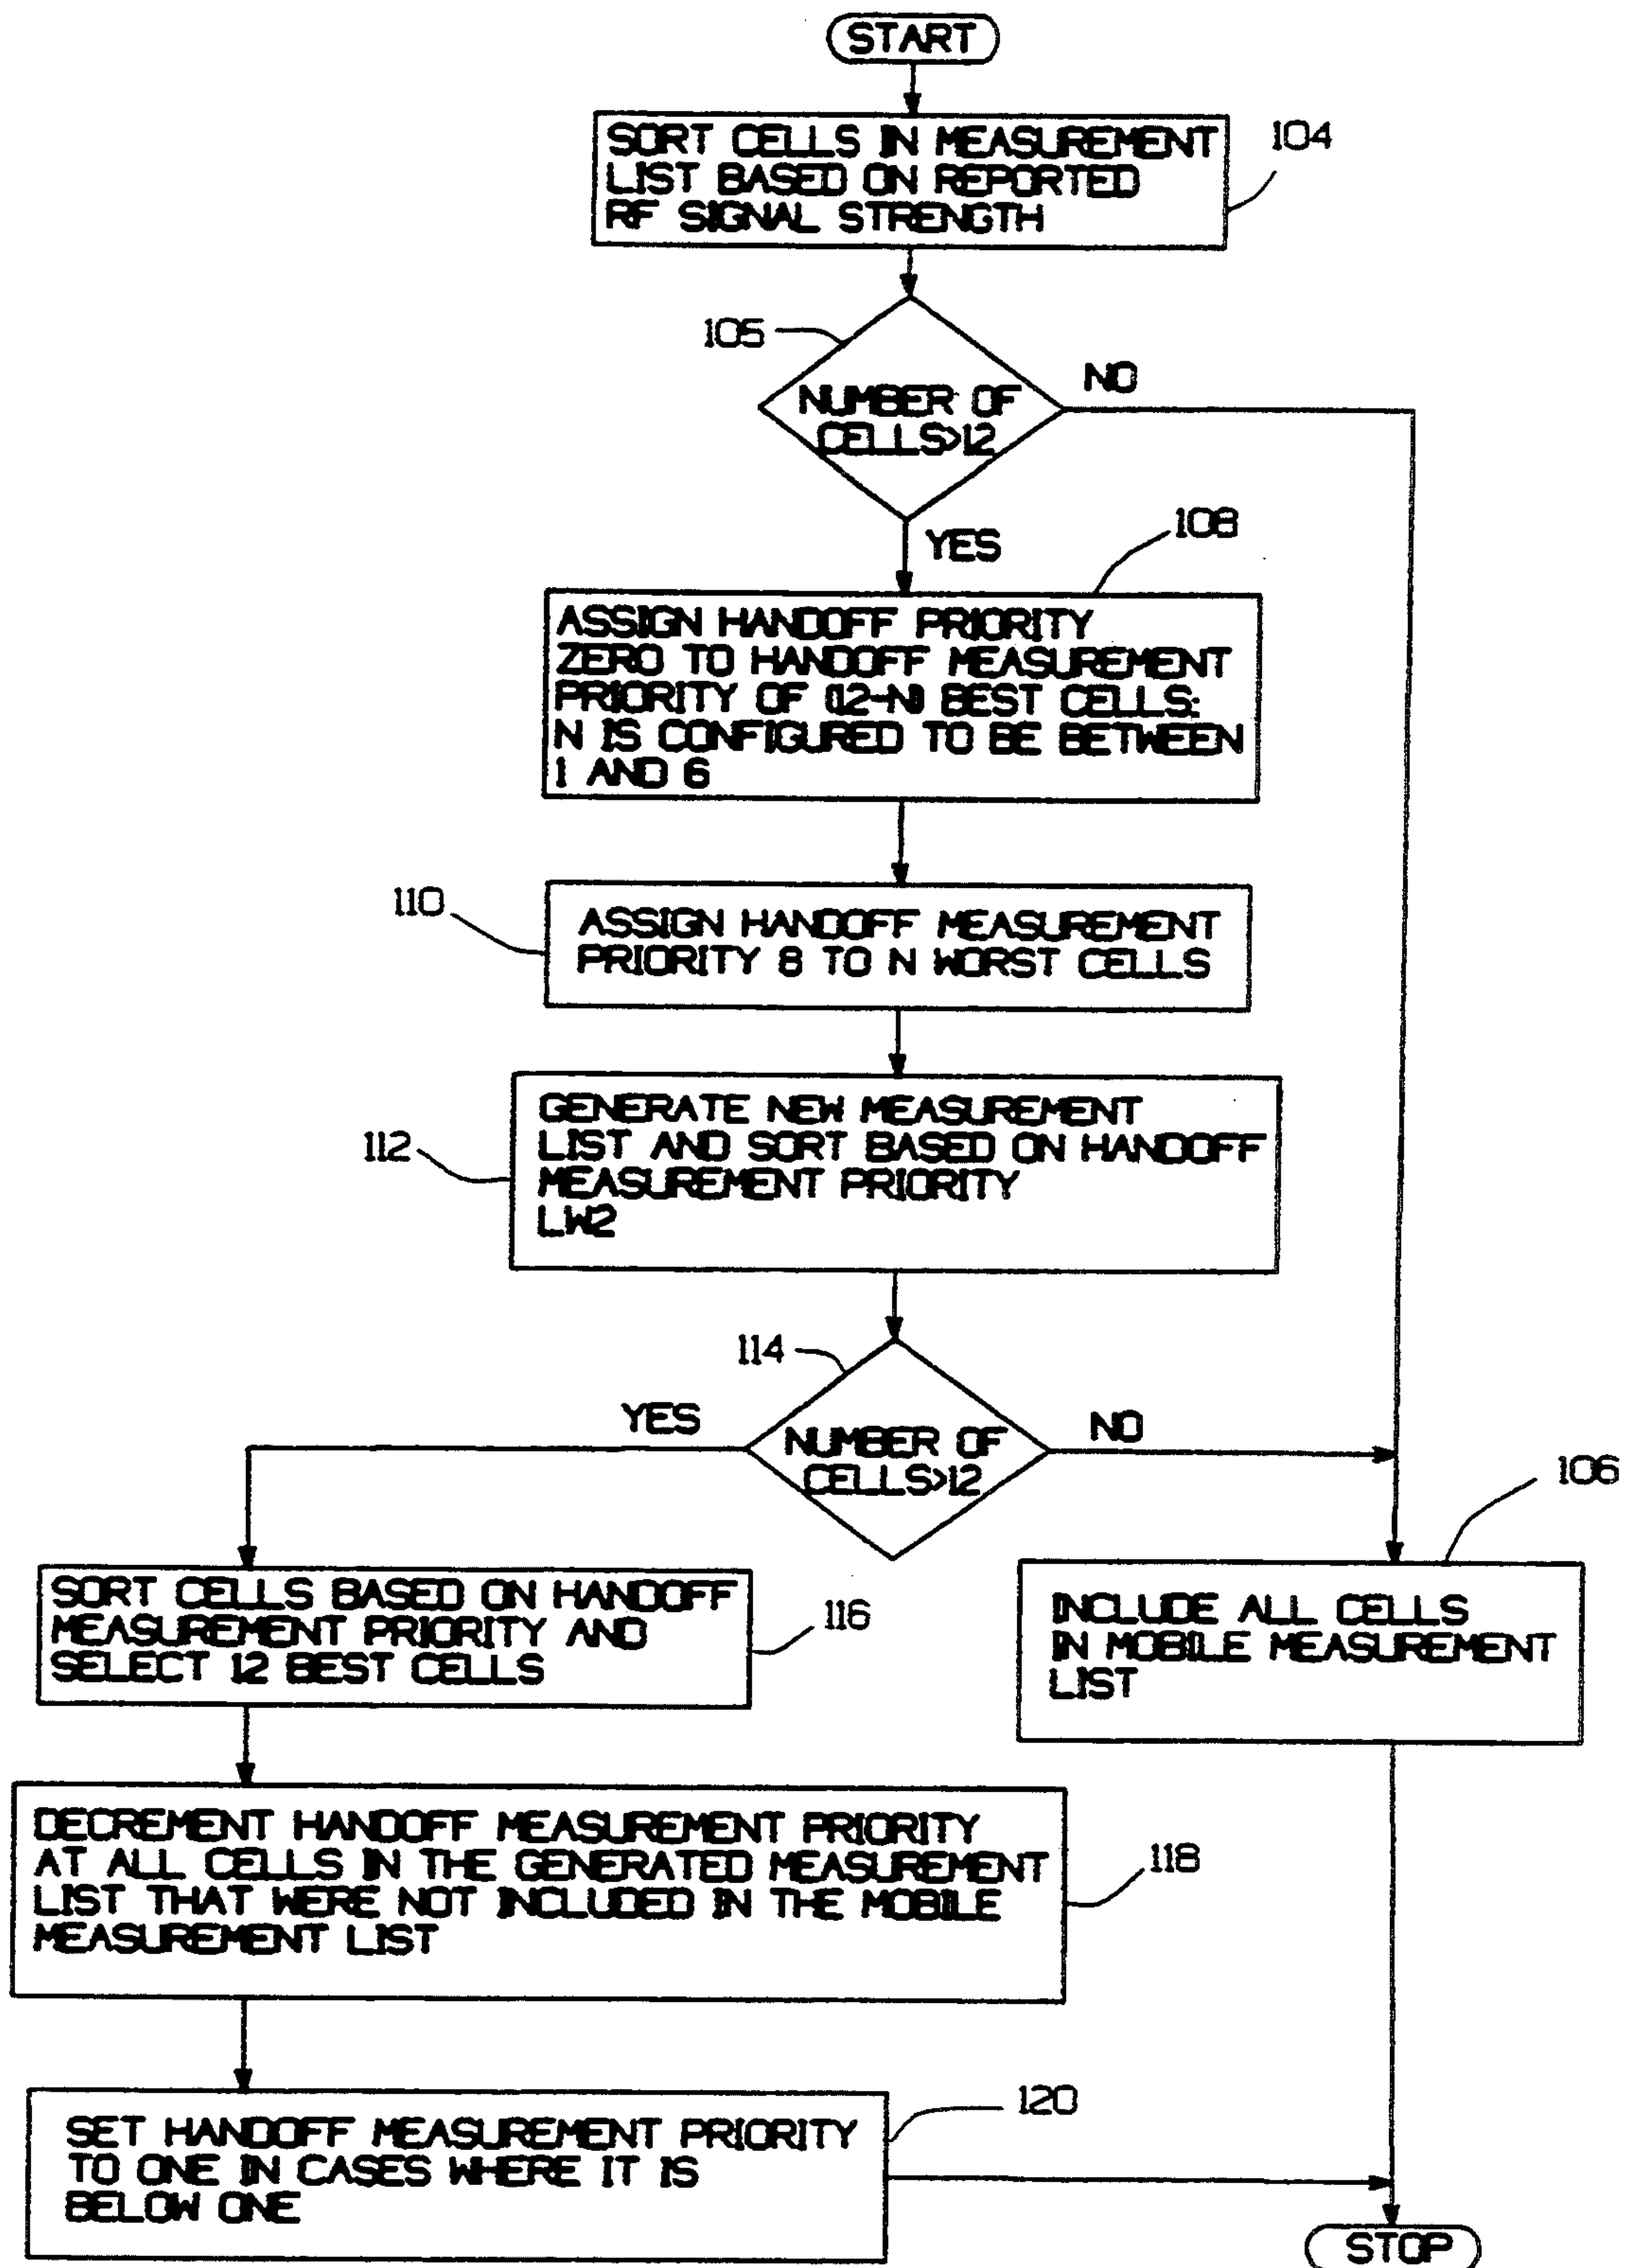 START
SORT CELLS IN MEASUREMENT
LIST BASED ON REPORTED
RF SIGNAL STRENGTH
104
105
NUMBER OF
CELLS>12
NO
YES
108
ASSIGN HANDOFF PRIORITY
ZERO TO HANDOFF MEASUREMENT
PRIORITY OF (12-N) BEST CELLS;
N IS CONFIGURED TO BE BETWEEN
1 AND 6
110
ASSIGN HANDOFF MEASUREMENT
PRIORITY 8 TO N WORST CELLS
112
GENERATE NEW MEASUREMENT
LIST AND SORT BASED ON HANDOFF
MEASUREMENT PRIORITY
LW2
114
YES
NUMBER OF
CELLS>12
NO
106
SORT CELLS BASED ON HANDOFF
MEASUREMENT PRIORITY AND
SELECT 12 BEST CELLS
116
INCLUDE ALL CELLS
IN MOBILE MEASUREMENT
LIST
DECREMENT HANDOFF MEASUREMENT PRIORITY
AT ALL CELLS IN THE GENERATED MEASUREMENT
LIST THAT WERE NOT INCLUDED IN THE MOBILE
MEASUREMENT LIST
118
SET HANDOFF MEASUREMENT PRIORITY
TO ONE IN CASES WHERE IT IS
BELOW ONE
120
STOP